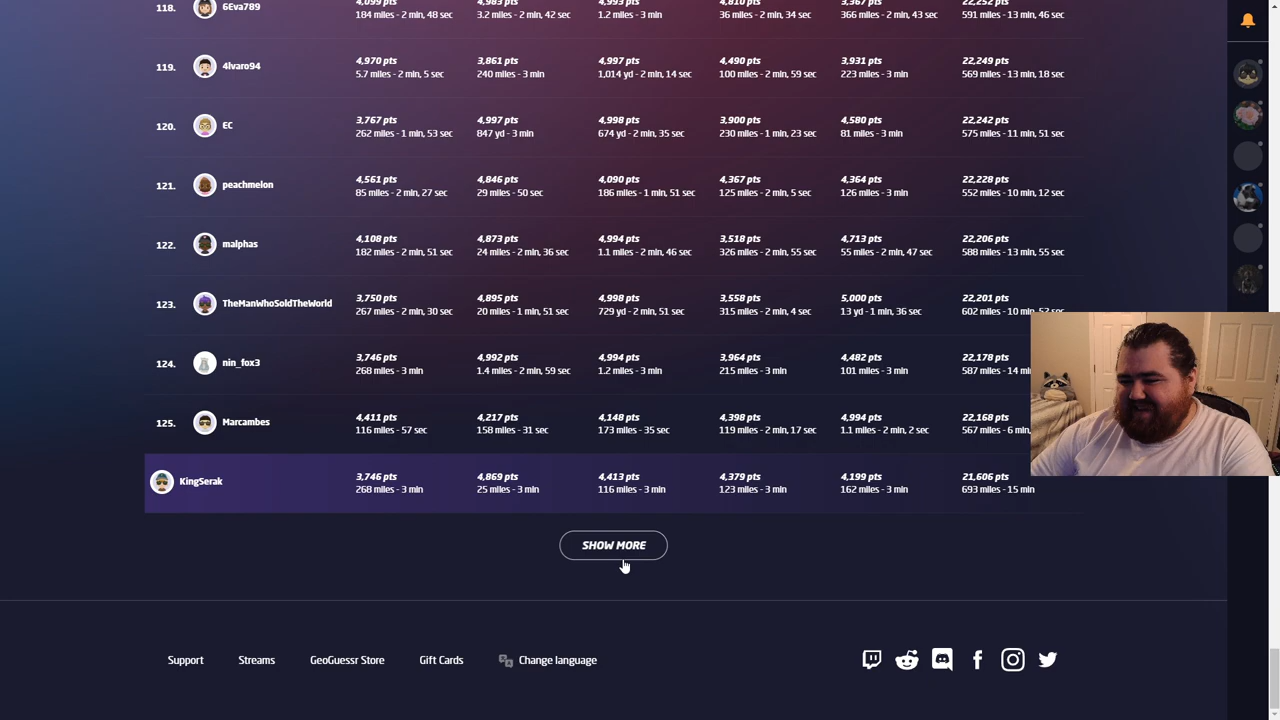 118. 6Eva789 4,099 pts 4,983 pts 4,993 pts 4,810 pts 3,367 pts 22,252 pts
184 miles - 2 min, 48 sec 3.2 miles - 2 min, 42 sec 1.2 miles - 3 min 36 miles - 2 min, 34 sec 366 miles - 2 min, 43 sec 591 miles - 13 min, 46 sec
119. 4lvaro94 4,970 pts 3,861 pts 4,997 pts 4,490 pts 3,931 pts 22,249 pts
5.7 miles - 2 min, 5 sec 240 miles - 3 min 1,014 yd - 2 min, 14 sec 100 miles - 2 min, 59 sec 223 miles - 3 min 569 miles - 13 min, 18 sec
120. EC 3,767 pts 4,997 pts 4,998 pts 3,900 pts 4,580 pts 22,242 pts
262 miles - 1 min, 53 sec 847 yd - 3 min 674 yd - 2 min, 35 sec 230 miles - 1 min, 23 sec 81 miles - 3 min 575 miles - 11 min, 51 sec
121. peachmelon 4,561 pts 4,846 pts 4,090 pts 4,367 pts 4,364 pts 22,228 pts
85 miles - 2 min, 27 sec 29 miles - 50 sec 186 miles - 1 min, 51 sec 125 miles - 2 min, 5 sec 126 miles - 3 min 552 miles - 10 min, 12 sec
122. malphas 4,108 pts 4,873 pts 4,994 pts 3,518 pts 4,713 pts 22,206 pts
182 miles - 2 min, 51 sec 24 miles - 2 min, 36 sec 1.1 miles - 2 min, 46 sec 326 miles - 2 min, 55 sec 55 miles - 2 min, 47 sec 588 miles - 13 min, 55 sec
123. TheManWhoSoldTheWorld 3,750 pts 4,895 pts 4,998 pts 3,558 pts 5,000 pts 22,201 pts
267 miles - 2 min, 30 sec 20 miles - 1 min, 51 sec 729 yd - 2 min, 51 sec 315 miles - 2 min, 4 sec 13 yd - 1 min, 36 sec 602 miles - 10 min, 52 sec
124. nin_fox3 3,746 pts 4,992 pts 4,994 pts 3,964 pts 4,482 pts 22,178 pts
268 miles - 3 min 1.4 miles - 2 min, 59 sec 1.2 miles - 3 min 215 miles - 3 min 101 miles - 3 min 587 miles - 14
125. Marcambes 4,411 pts 4,217 pts 4,148 pts 4,398 pts 4,994 pts 22,168 pts
116 miles - 57 sec 158 miles - 31 sec 173 miles - 35 sec 119 miles - 2 min, 17 sec 1.1 miles - 2 min, 2 sec 567 miles - 6 min,
KingSerak 3,746 pts 4,869 pts 4,413 pts 4,379 pts 4,199 pts 21,606 pts
268 miles - 3 min 25 miles - 3 min 116 miles - 3 min 123 miles - 3 min 162 miles - 3 min 693 miles - 15 min
SHOW MORE
Support Streams GeoGuessr Store Gift Cards Change language